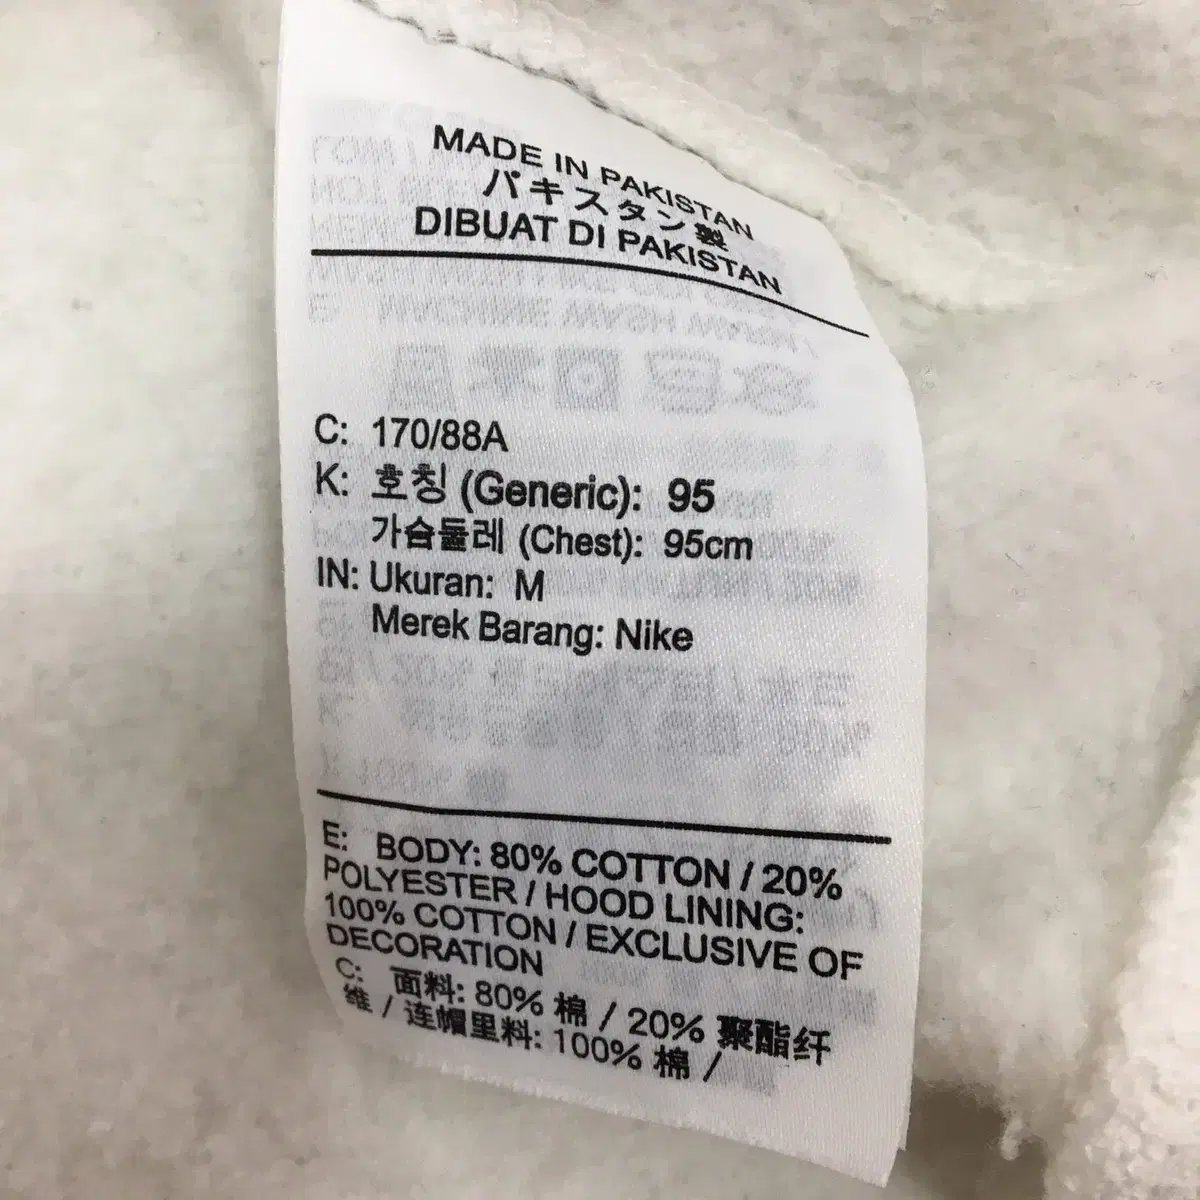 MADE IN PAKISTAN
パキスタン製
DIBUAT DI PAKISTAN
C: 170/88A
K: 호칭 (Generic): 95
가슴둘레 (Chest): 95cm
IN: Ukuran: M
Merek Barang: Nike
E: BODY: 80% COTTON / 20%
POLYESTER / HOOD LINING:
100% COTTON / EXCLUSIVE OF
DECORATION
C: 面料: 80% 棉 / 20% 聚酯纤
维 / 连帽里料: 100% 棉 /